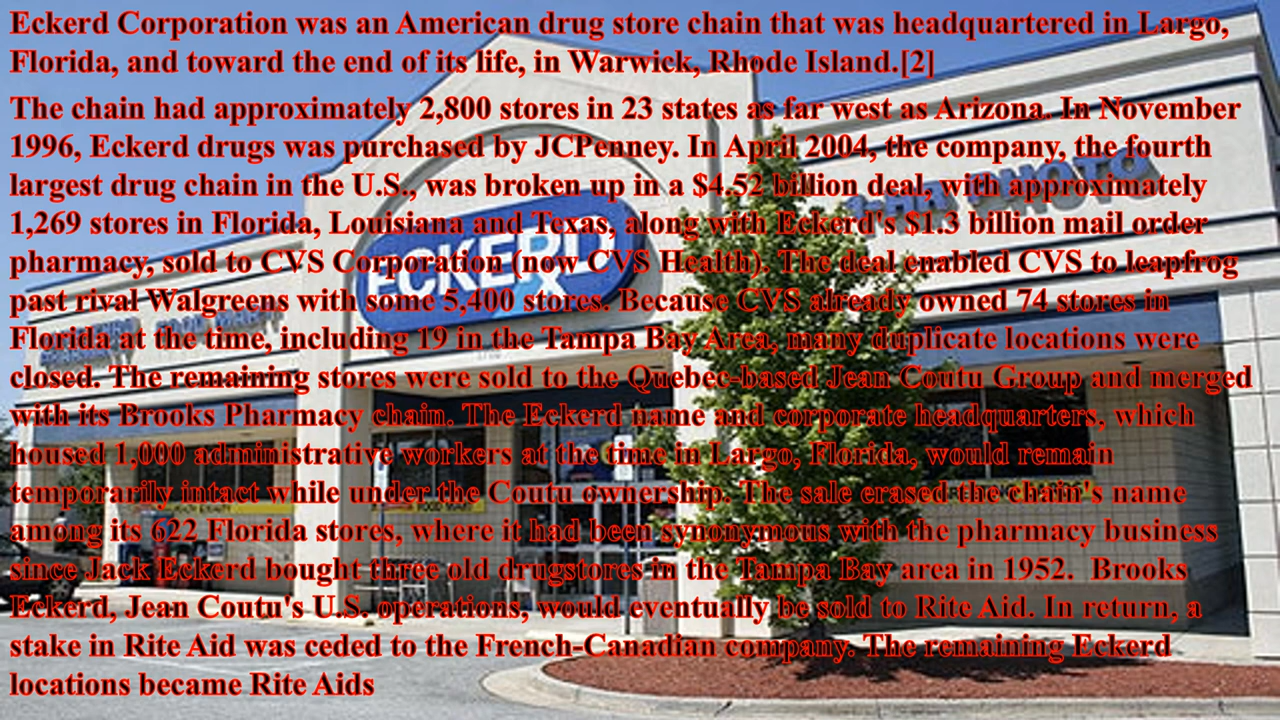 Eckerd Corporation was an American drug store chain that was headquartered in Largo,
Florida, and toward the end of its life, in Warwick, Rhode Island.[2]
The chain had approximately 2,800 stores in 23 states as far west as Arizona. In November
1996, Eckerd drugs was purchased by JCPenney. In April 2004, the company, the fourth
largest drug chain in the U.S., was broken up in a $4.52 billion deal, with approximately
1,269 stores in Florida, Louisiana and Texas, along with Eckerd's $1.3 billion mail order
pharmacy, sold to CVS Corporation (now CVS Health). The deal enabled CVS to leapfrog
past rival Walgreens with some 5,400 stores. Because CVS already owned 74 stores in
Florida at the time, including 19 in the Tampa Bay Area, many duplicate locations were
closed. The remaining stores were sold to the Quebec-based Jean Coutu Group and merged
with its Brooks Pharmacy chain. The Eckerd name and corporate headquarters, which
housed 1,000 administrative workers at the time in Largo, Florida, would remain
temporarily intact while under the Coutu ownership. The sale erased the chain's name
among its 622 Florida stores, where it had been synonymous with the pharmacy business
since Jack Eckerd bought three old drugstores in the Tampa Bay area in 1952. Brooks
Eckerd, Jean Coutu's U.S. operations, would eventually be sold to Rite Aid. In return, a
stake in Rite Aid was ceded to the French-Canadian company. The remaining Eckerd
locations became Rite Aids
ECKERD
PHOTO
FOOD MART